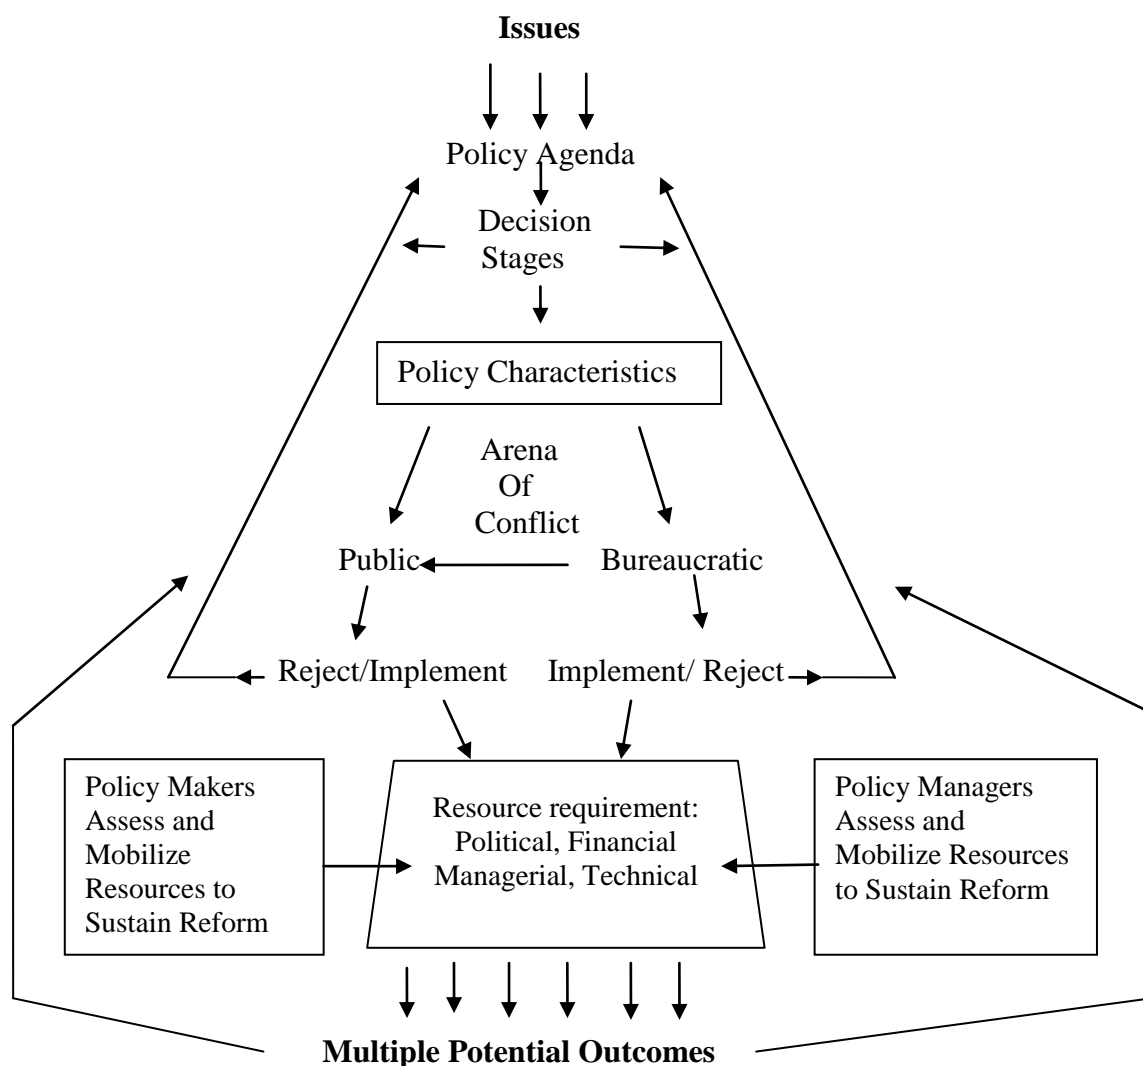 Issues
Policy Agenda
Decision
Stages
Policy Characteristics
Arena
Of
Conflict
Public
Bureaucratic
Reject/Implement
Implement/ Reject
Policy Makers
Assess and
Mobilize
Resources to
Sustain Reform
Resource requirement:
Political, Financial
Managerial, Technical
Policy Managers
Assess and
Mobilize Resources
to Sustain Reform
Multiple Potential Outcomes